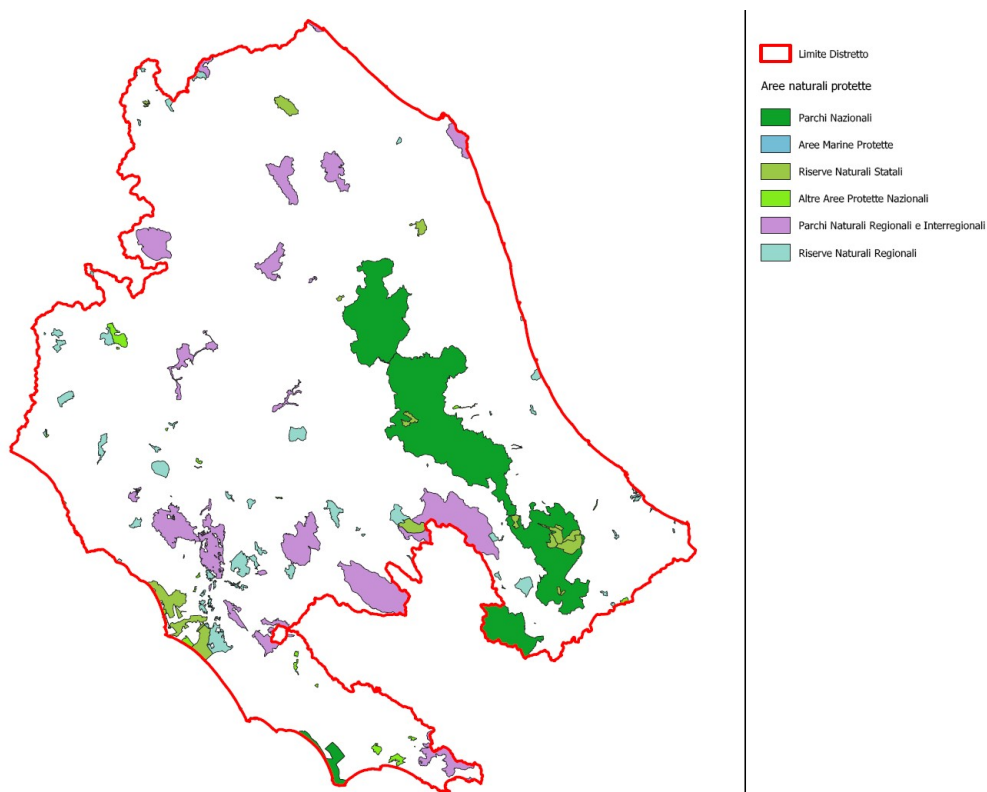 Limite Distretto
Aree naturali protette
Parchi Nazionali
Aree Marine Protette
Riserve Naturali Statali
Altre Aree Protette Nazionali
Parchi Naturali Regionali e Interregionali
Riserve Naturali Regionali